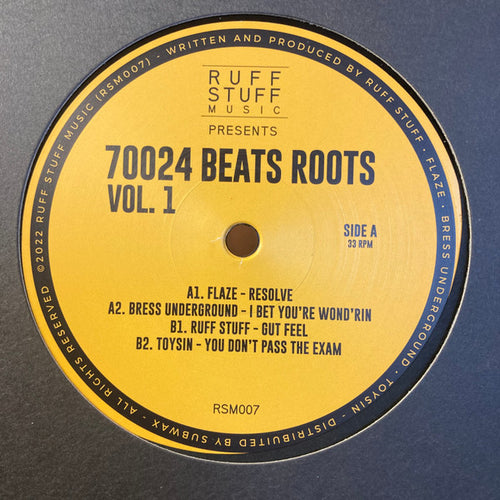 RUFF
STUFF
MUSIC
PRESENTS
70024 BEATS ROOTS
VOL. 1
SIDE A
33 RPM
A1. FLAZE - RESOLVE
A2. BRESS UNDERGROUND - I BET YOU'RE WOND'RIN
B1. RUFF STUFF - GUT FEEL
B2. TOYSIN - YOU DON'T PASS THE EXAM
RSM007
©2022 RUFF STUFF MUSIC (RSM007) - WRITTEN AND PRODUCED BY RUFF STUFF • FLAZE • BRESS UNDERGROUND • TOYSIN - DISTRIBUITED BY SUBWAX - ALL RIGHTS RESERVED